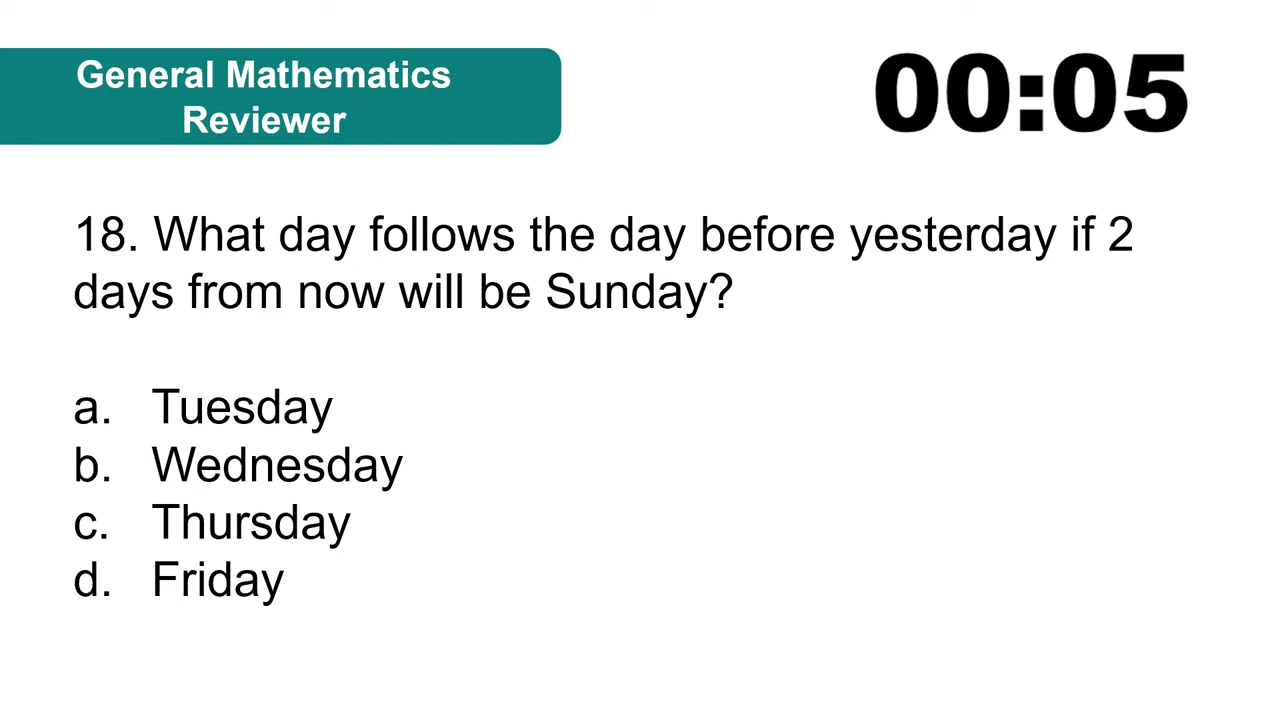 General Mathematics
Reviewer
00:05
18. What day follows the day before yesterday if 2
days from now will be Sunday?
a. Tuesday
b. Wednesday
c. Thursday
d. Friday